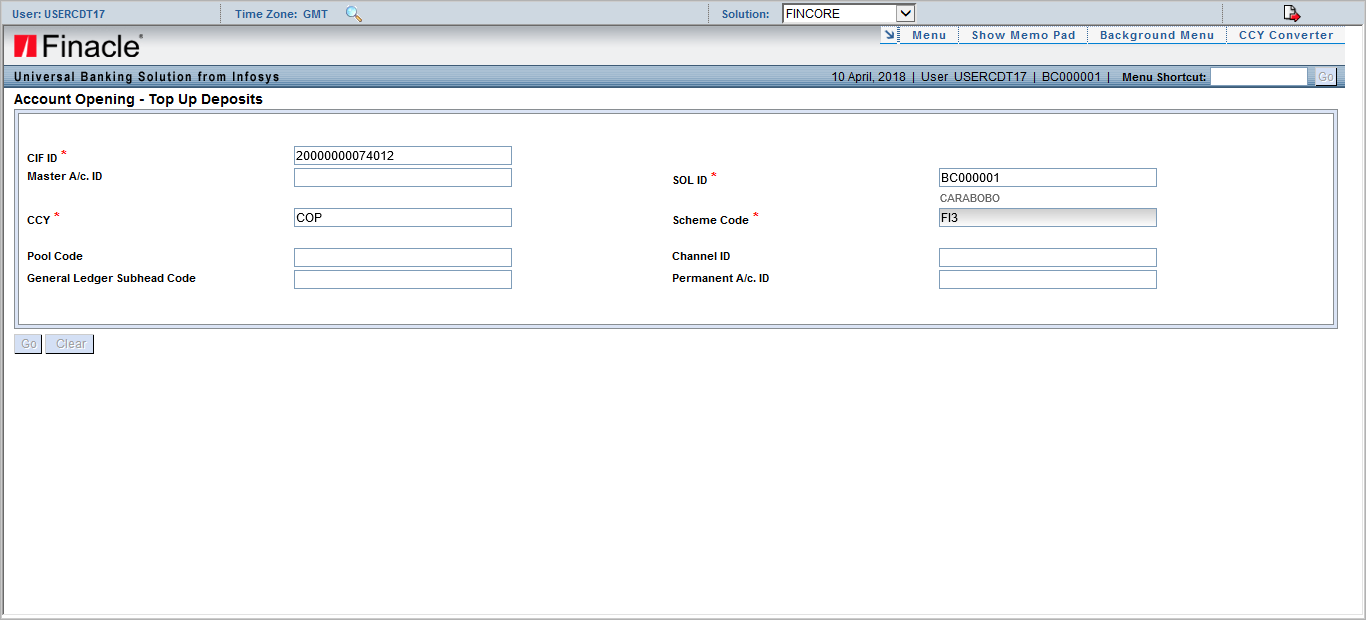 User: USERCDT17 Time Zone: GMT Solution: FINCORE
Finacle
Menu Show Memo Pad Background Menu CCY Converter
Universal Banking Solution from Infosys 10 April, 2018 | User USERCDT17 | BC000001 | Menu Shortcut: Go
Account Opening - Top Up Deposits
CIF ID * 20000000074012
Master A/c. ID SOL ID * BC000001
CARABOBO
CCY * COP Scheme Code * FI3
Pool Code Channel ID
General Ledger Subhead Code Permanent A/c. ID
Go Clear